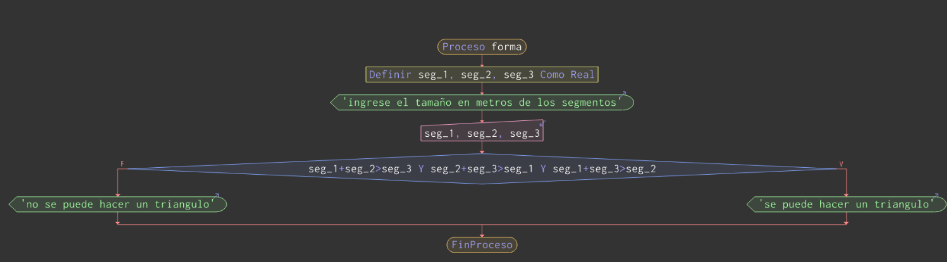 Proceso forma
Definir seg_1, seg_2, seg_3 Como Real
'ingrese el tamaño en metros de los segmentos'
seg_1, seg_2, seg_3
F
seg_1+seg_2>seg_3 Y seg_2+seg_3>seg_1 Y seg_1+seg_3>seg_2
V
'no se puede hacer un triangulo'
'se puede hacer un triangulo'
FinProceso